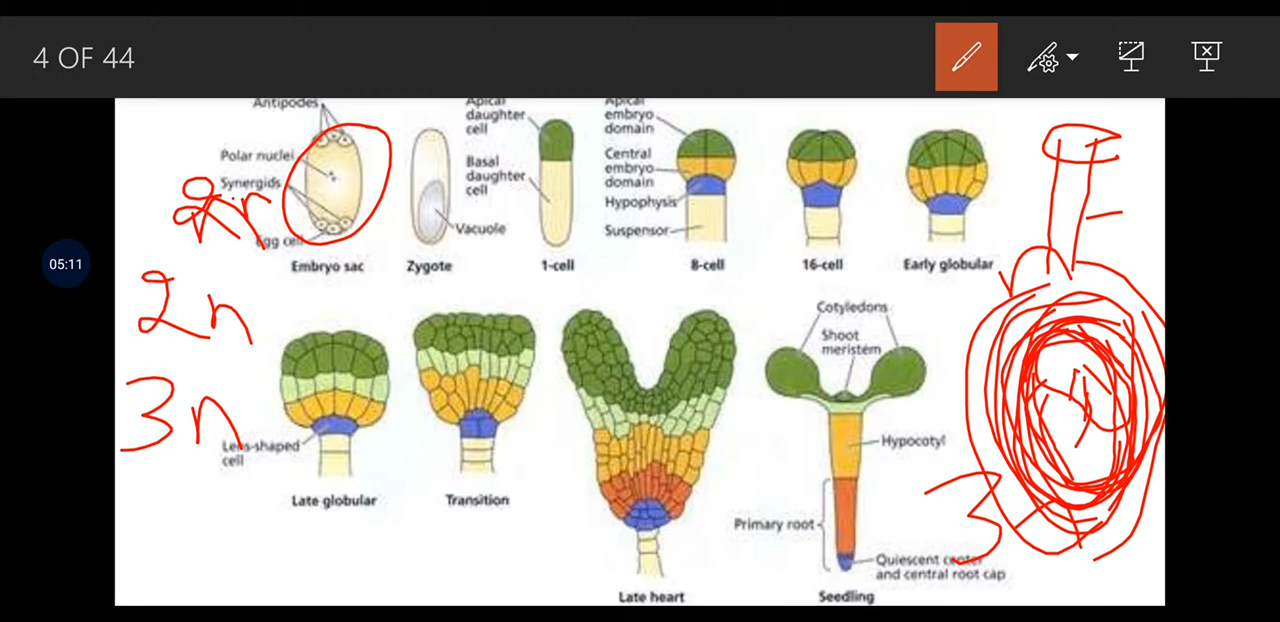 4 OF 44
05:11
Antipodes
Polar nuclei
Synergids
Egg cell
Embryo sac
Vacuole
Zygote
Apical
daughter
cell
Basal
daughter
cell
1-cell
Apical
embryo
domain
Central
embryo
domain
Hypophysis
Suspensor
8-cell
16-cell
Early globular
2n
3n
Lens-shaped
cell
Late globular
Transition
Late heart
Cotyledons
Shoot
meristem
Hypocotyl
Primary root
Quiescent center
and central root cap
Seedling
3